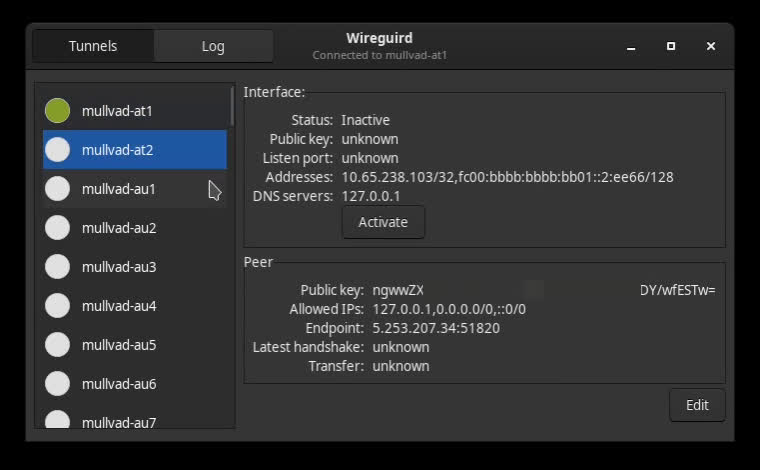 Tunnels
Log
Wireguird
Connected to mullvad-at1
mullvad-at1
mullvad-at2
mullvad-au1
mullvad-au2
mullvad-au3
mullvad-au4
mullvad-au5
mullvad-au6
mullvad-au7
Interface:
Status: Inactive
Public key: unknown
Listen port: unknown
Addresses: 10.65.238.103/32,fc00:bbbb:bbbb:bb01::2:ee66/128
DNS servers: 127.0.0.1
Activate
Peer
Public key: ngwwZX DY/wfESTw=
Allowed IPs: 127.0.0.1,0.0.0.0/0,::0/0
Endpoint: 5.253.207.34:51820
Latest handshake: unknown
Transfer: unknown
Edit